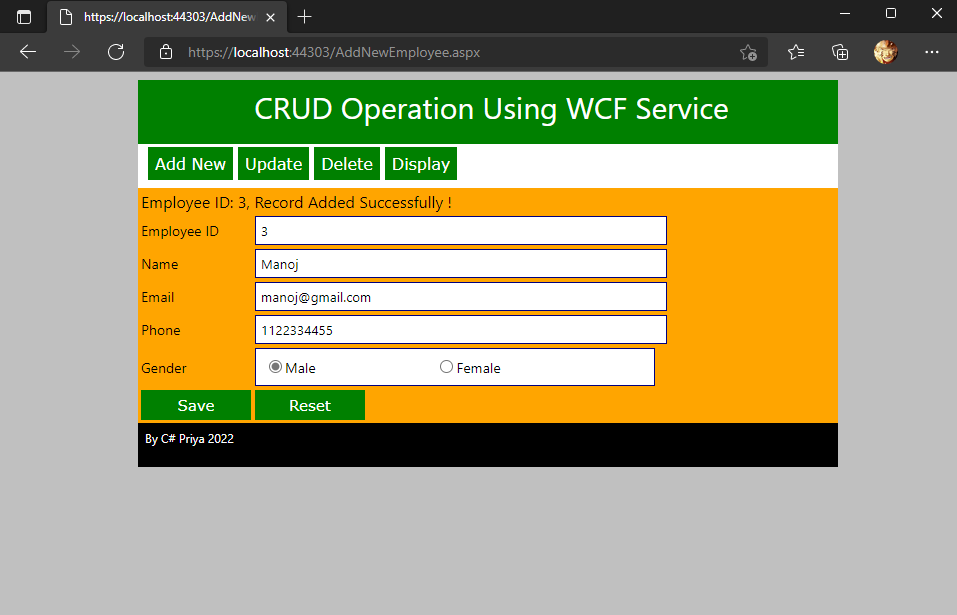 https://localhost:44303/AddNew
https://localhost:44303/AddNewEmployee.aspx
CRUD Operation Using WCF Service
Add New Update Delete Display
Employee ID: 3, Record Added Successfully !
Employee ID 3
Name Manoj
Email manoj@gmail.com
Phone 1122334455
Gender Male Female
Save Reset
By C# Priya 2022